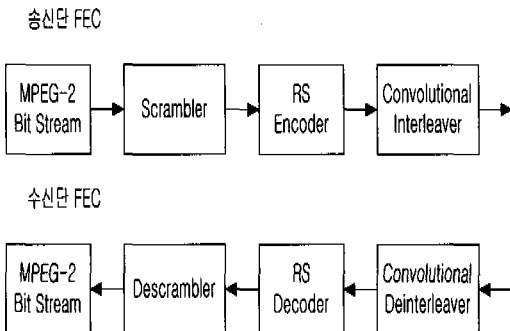 송신단 FEC
MPEG-2
Bit Stream
Scrambler
RS
Encoder
Convolutional
Interleaver
수신단 FEC
MPEG-2
Bit Stream
Descrambler
RS
Decoder
Convolutional
Deinterleaver